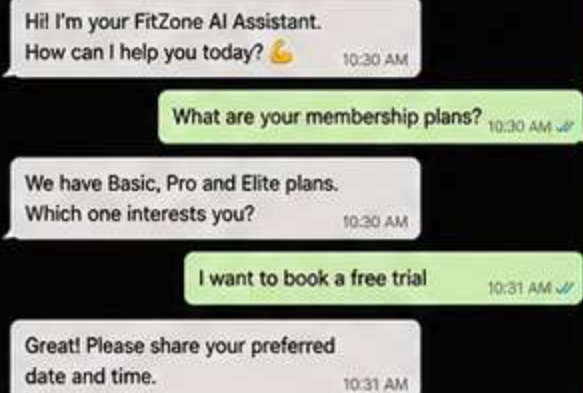 Hi! I'm your FitZone AI Assistant.
How can I help you today? 💪
10:30 AM
What are your membership plans?
10:30 AM
We have Basic, Pro and Elite plans.
Which one interests you?
10:30 AM
I want to book a free trial
10:31 AM
Great! Please share your preferred
date and time.
10:31 AM